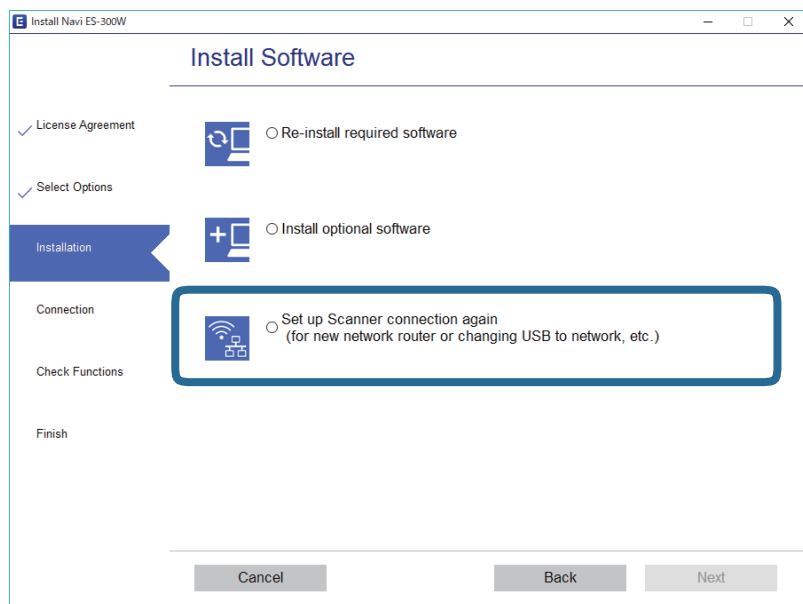 E Install Navi ES-300W
Install Software
License Agreement
Select Options
Installation
Connection
Check Functions
Finish
Re-install required software
Install optional software
Set up Scanner connection again
(for new network router or changing USB to network, etc.)
Cancel
Back
Next